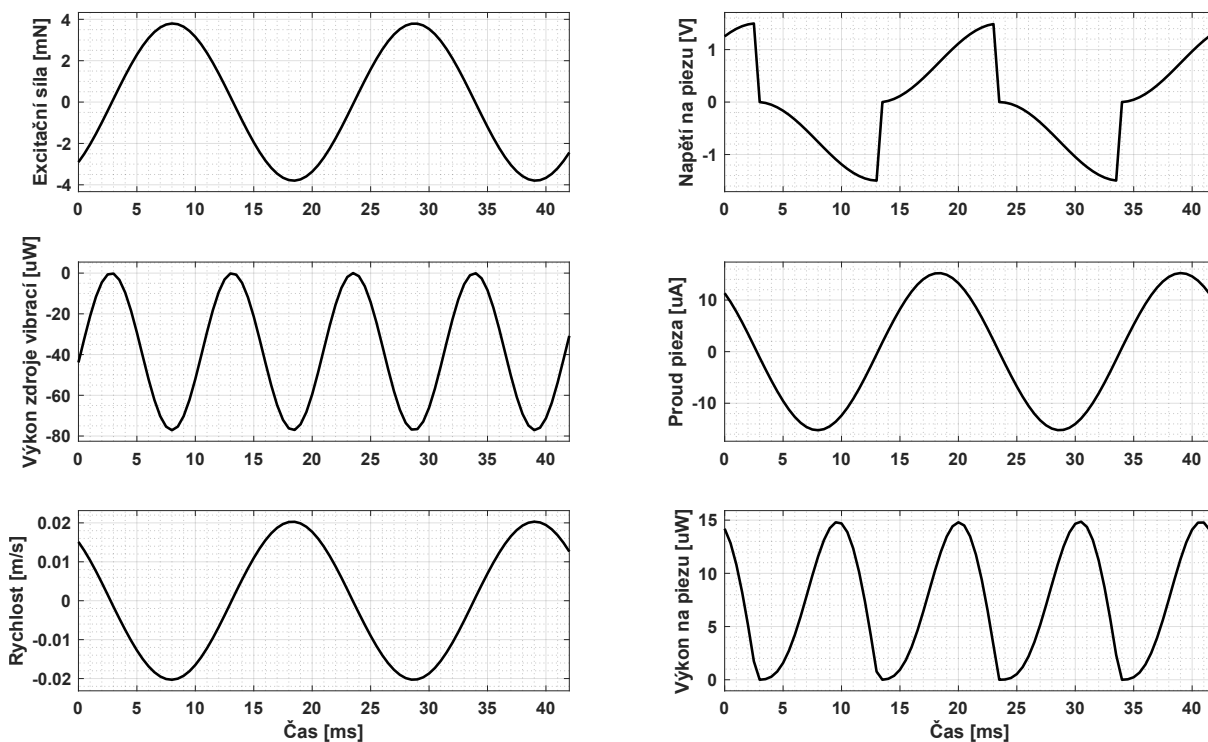 Excitační síla [mN]
4
2
0
-2
-4
0 5 10 15 20 25 30 35 40
Napětí na piezu [V]
1
0
-1
0 5 10 15 20 25 30 35 40
Výkon zdroje vibrací [uW]
0
-20
-40
-60
-80
0 5 10 15 20 25 30 35 40
Proud pieza [uA]
10
0
-10
0 5 10 15 20 25 30 35 40
Rychlost [m/s]
0.02
0.01
0
-0.01
-0.02
0 5 10 15 20 25 30 35 40
Čas [ms]
Výkon na piezu [uW]
15
10
5
0
0 5 10 15 20 25 30 35 40
Čas [ms]